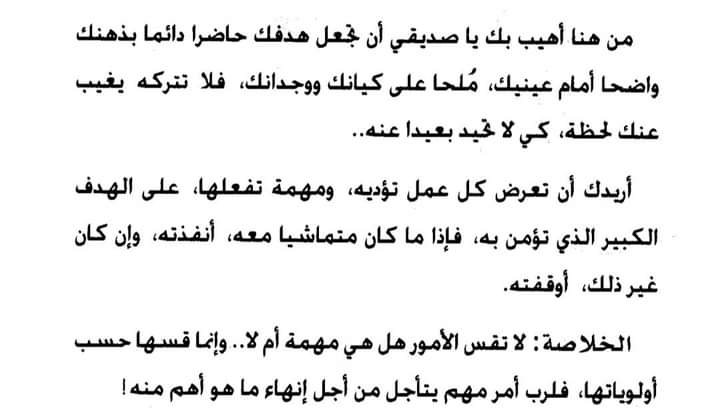 من هنا أهيب بك يا صديقي أن تجعل هدفك حاضرا دائما بذهنك
واضحا أمام عينيك، مُلحا على كيانك ووجدانك، فلا تتركه يغيب
عنك لحظة، كي لا تحيد بعيدا عنه..
أريدك أن تعرض كل عمل تؤديه، ومهمة تفعلها، على الهدف
الكبير الذي تؤمن به، فإذا ما كان متماشيا معه، أنفذته، وإن كان
غير ذلك، أوقفته.
الخلاصة: لا تقس الأمور هل هي مهمة أم لا.. وإنما قسها حسب
أولوياتها، فلرب أمر مهم يتأجل من أجل إنهاء ما هو أهم منه!